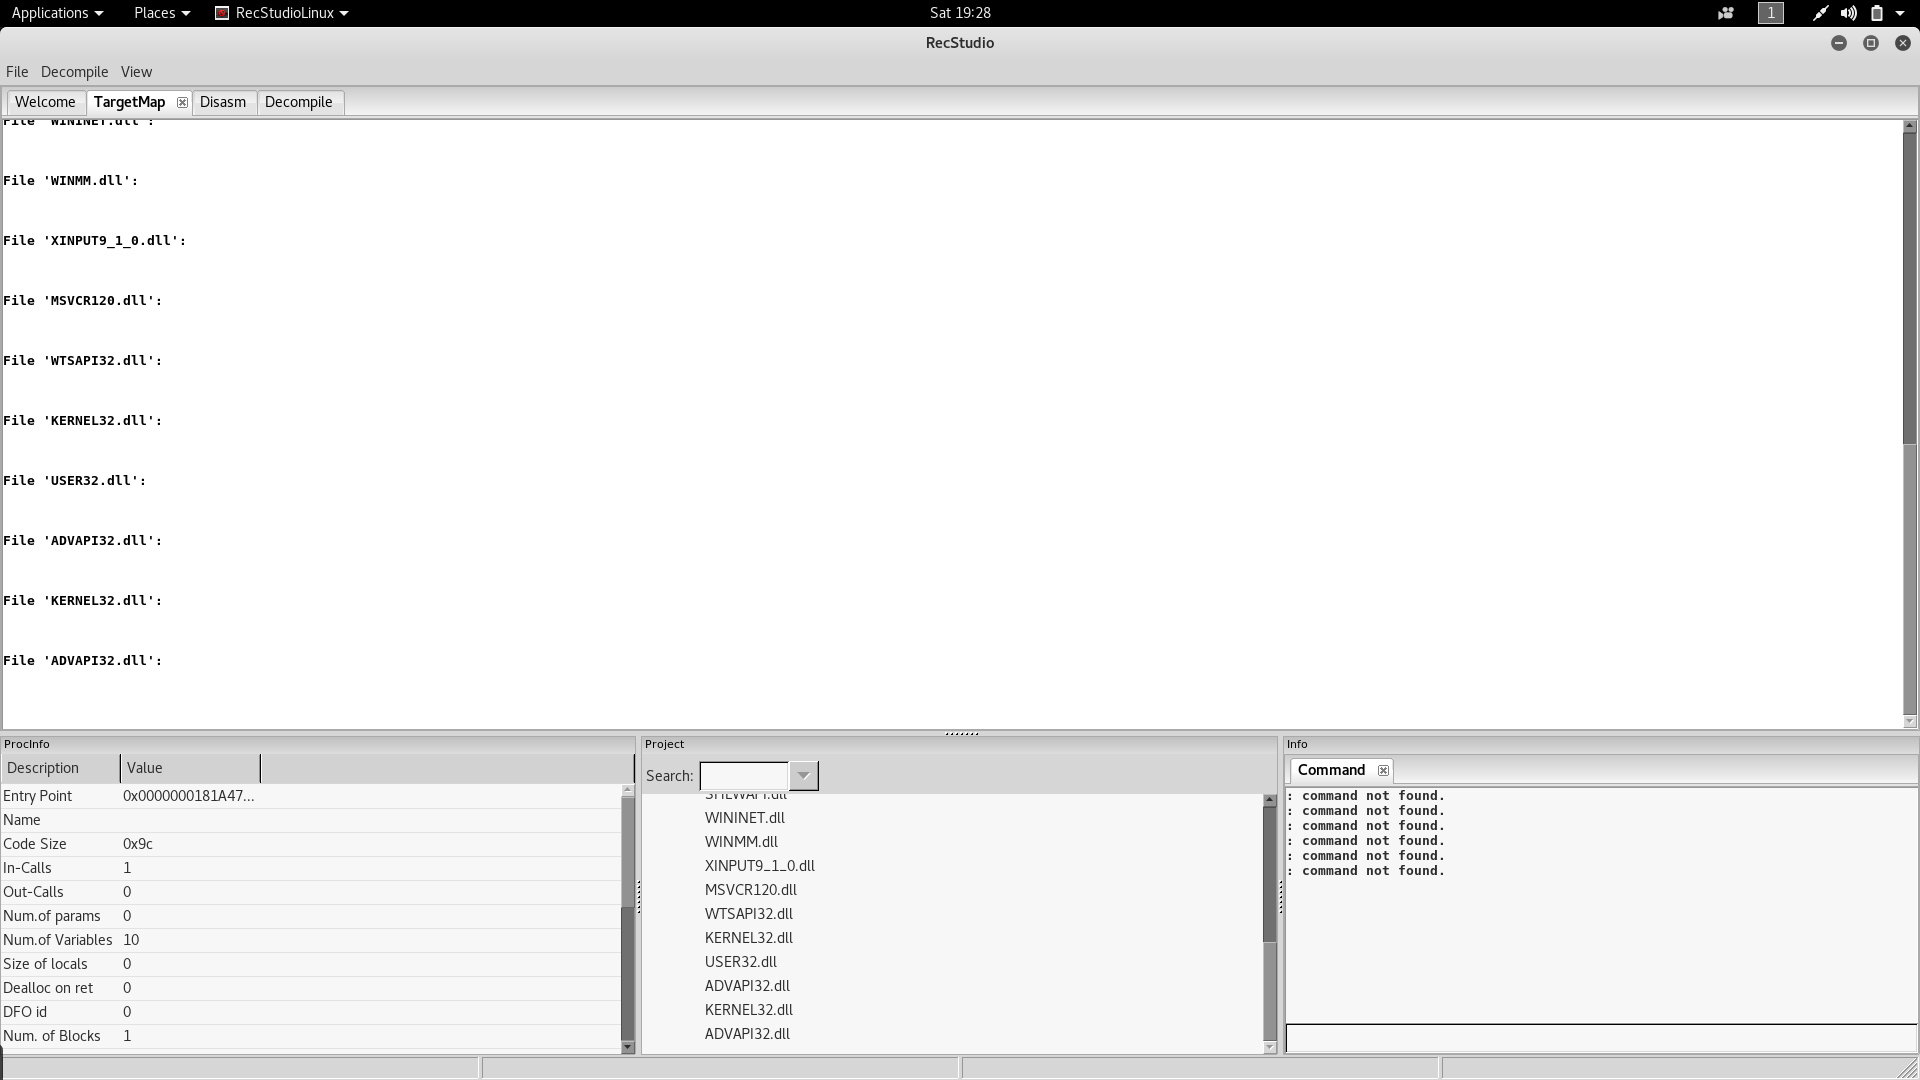 Applications Places RecStudioLinux Sat 19:28 1
RecStudio
File Decompile View
Welcome TargetMap Disasm Decompile
File 'WININET.dll':
File 'WINMM.dll':
File 'XINPUT9_1_0.dll':
File 'MSVCR120.dll':
File 'WTSAPI32.dll':
File 'KERNEL32.dll':
File 'USER32.dll':
File 'ADVAPI32.dll':
File 'KERNEL32.dll':
File 'ADVAPI32.dll':
ProcInfo
Description Value
Entry Point 0x0000000181A47...
Name
Code Size 0x9c
In-Calls 1
Out-Calls 0
Num.of params 0
Num.of Variables 10
Size of locals 0
Dealloc on ret 0
DFO id 0
Num. of Blocks 1
Project
Search:
SHLWAPI.dll
WININET.dll
WINMM.dll
XINPUT9_1_0.dll
MSVCR120.dll
WTSAPI32.dll
KERNEL32.dll
USER32.dll
ADVAPI32.dll
KERNEL32.dll
ADVAPI32.dll
Info
Command
: command not found.
: command not found.
: command not found.
: command not found.
: command not found.
: command not found.